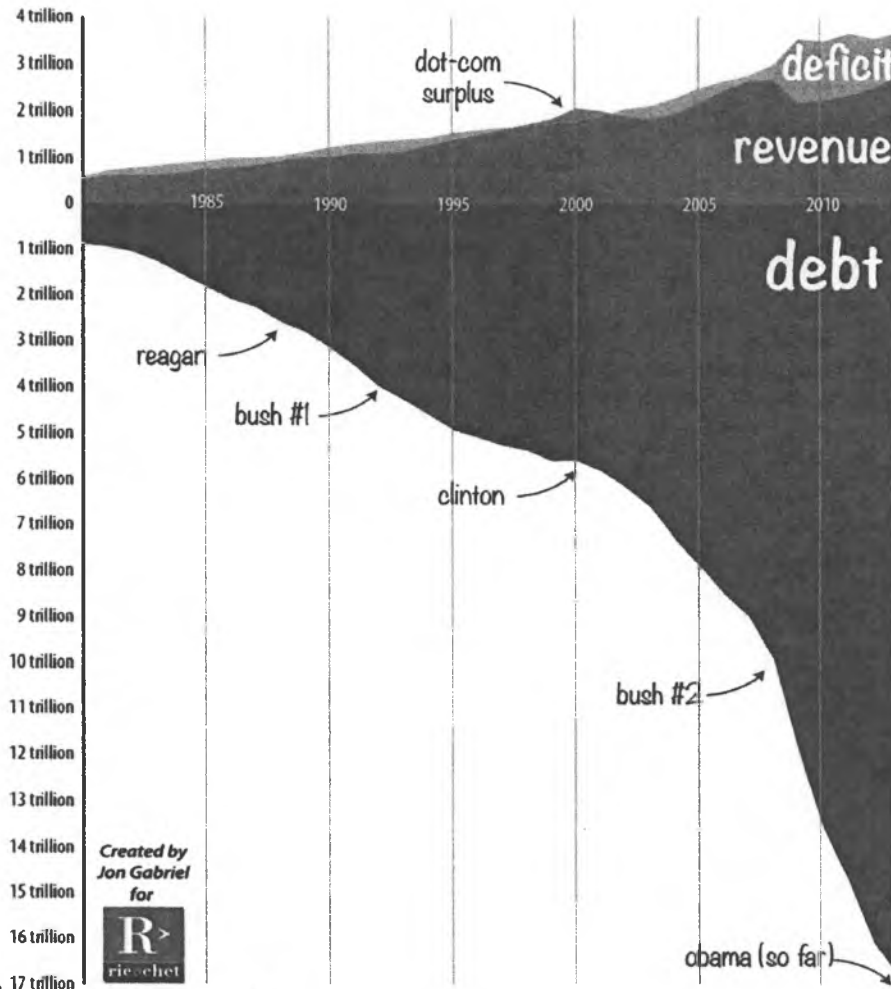 4 trillion
3 trillion
2 trillion
1 trillion
0
1 trillion
2 trillion
3 trillion
4 trillion
5 trillion
6 trillion
7 trillion
8 trillion
9 trillion
10 trillion
11 trillion
12 trillion
13 trillion
14 trillion
15 trillion
16 trillion
17 trillion
dot-com
surplus
deficit
revenue
1985 1990 1995 2000 2005 2010
debt
reagan
bush #1
clinton
bush #2
obama (so far)
Created by
Jon Gabriel
for
R>
ricochet